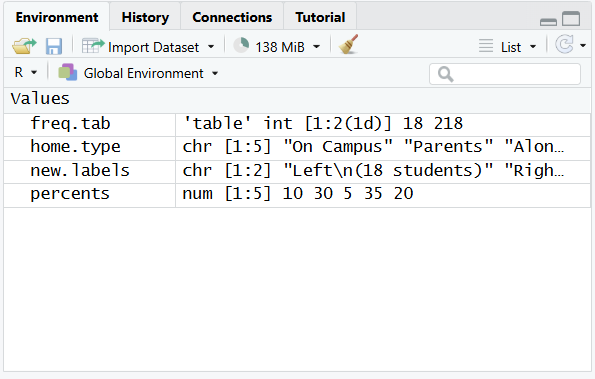 Environment History Connections Tutorial
Import Dataset 138 MiB List
R Global Environment
Values
freq.tab 'table' int [1:2(1d)] 18 218
home.type chr [1:5] "On Campus" "Parents" "Alon…
new.labels chr [1:2] "Left\n(18 students)" "Righ…
percents num [1:5] 10 30 5 35 20